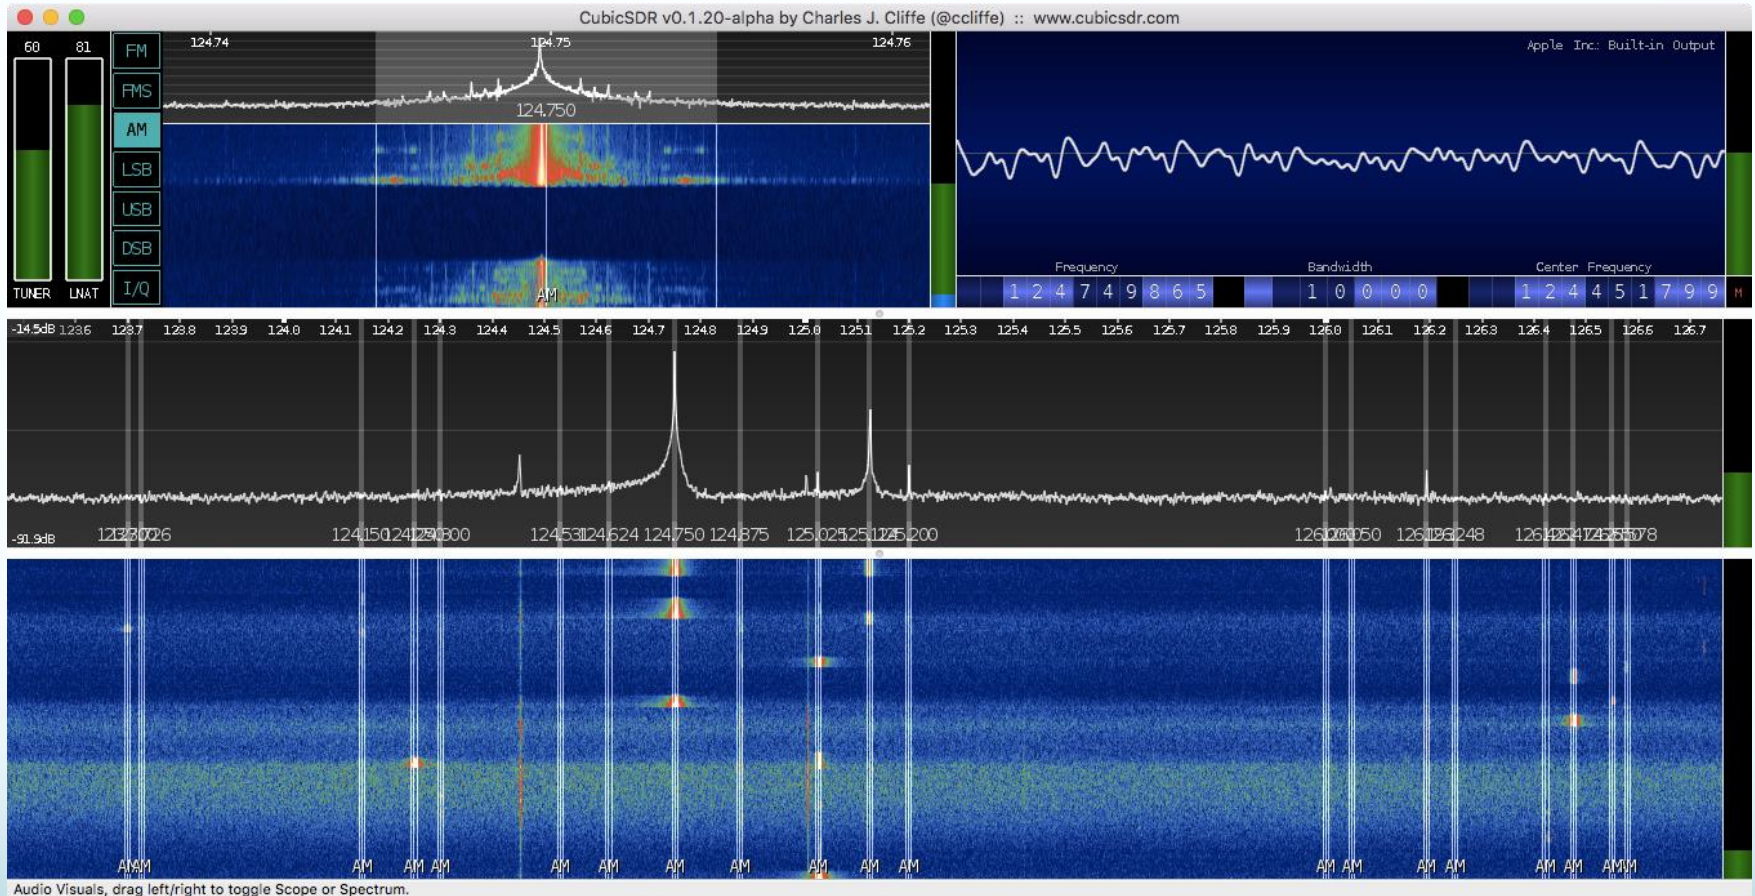 CubicSDR v0.1.20-alpha by Charles J. Cliffe (@ccliffe) :: www.cubicsdr.com
60 81
FM
FMS
AM
LSB
USB
DSB
I/Q
TUNER LNAT
124.74 124.75 124.76
124.750
AM
Apple Inc.: Built-in Output
Frequency Bandwidth Center Frequency
124749865 10000 124451799 M
-14.5dB 123.6 123.7 123.8 123.9 124.0 124.1 124.2 124.3 124.4 124.5 124.6 124.7 124.8 124.9 125.0 125.1 125.2 125.3 125.4 125.5 125.6 125.7 125.8 125.9 126.0 126.1 126.2 126.3 126.4 126.5 126.6 126.7
-91.9dB 124.150 124.624 124.750 124.875 125.025 125.200
AM AM AM AM AM AM AM AM AM AM AM AM AM AM AM AM AM AM
Audio Visuals, drag left/right to toggle Scope or Spectrum.